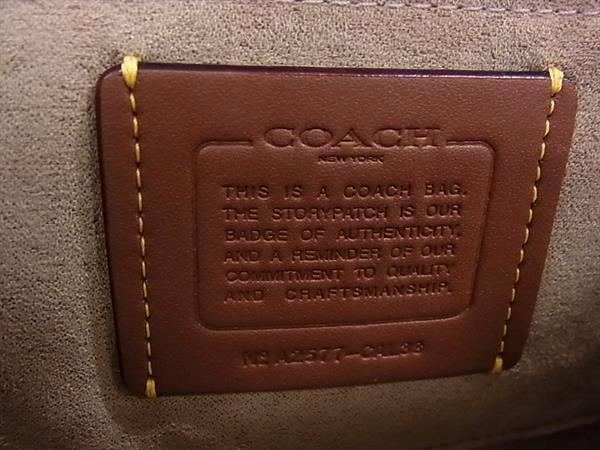 COACH
NEW YORK
THIS IS A COACH BAG.
THE STORYPATCH IS OUR
BADGE OF AUTHENTICITY,
AND A REMINDER OF OUR
COMMITMENT TO QUALITY
AND CRAFTSMANSHIP.
Nº A2577-CAL38